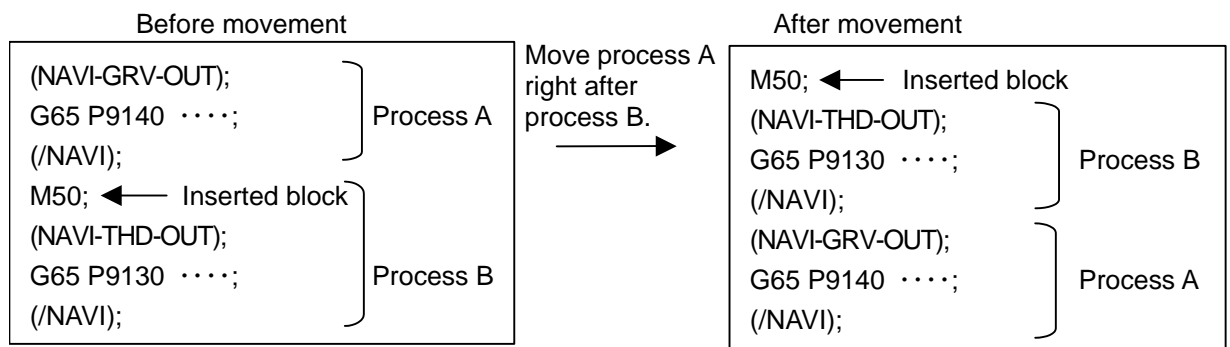 Before movement
(NAVI-GRV-OUT);
G65 P9140 ····;
(/NAVI);
Process A
M50; ← Inserted block
(NAVI-THD-OUT);
G65 P9130 ····;
(/NAVI);
Process B
Move process A
right after
process B.
After movement
M50; ← Inserted block
(NAVI-THD-OUT);
G65 P9130 ····;
(/NAVI);
Process B
(NAVI-GRV-OUT);
G65 P9140 ····;
(/NAVI);
Process A